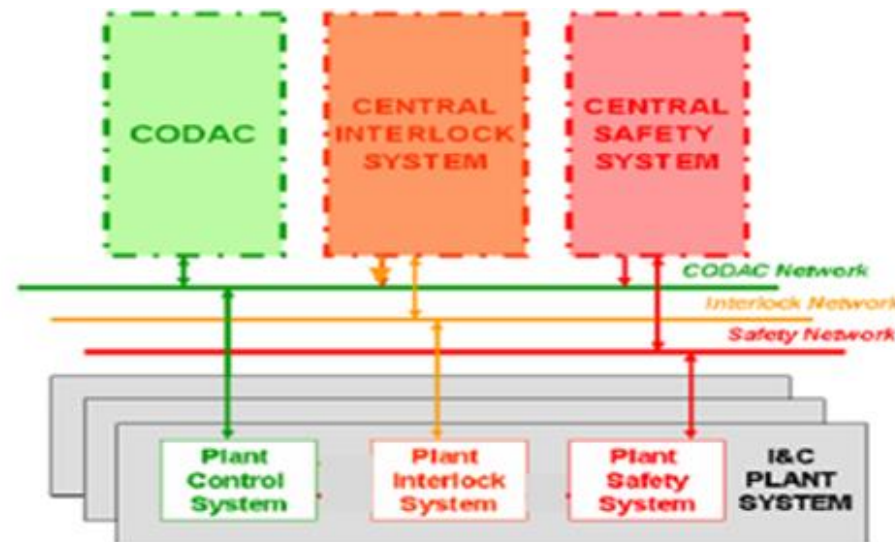 CODAC
CENTRAL
INTERLOCK
SYSTEM
CENTRAL
SAFETY
SYSTEM
CODAC Network
Interlock Network
Safety Network
Plant
Control
System
Plant
Interlock
System
Plant
Safety
System
I&C
PLANT
SYSTEM